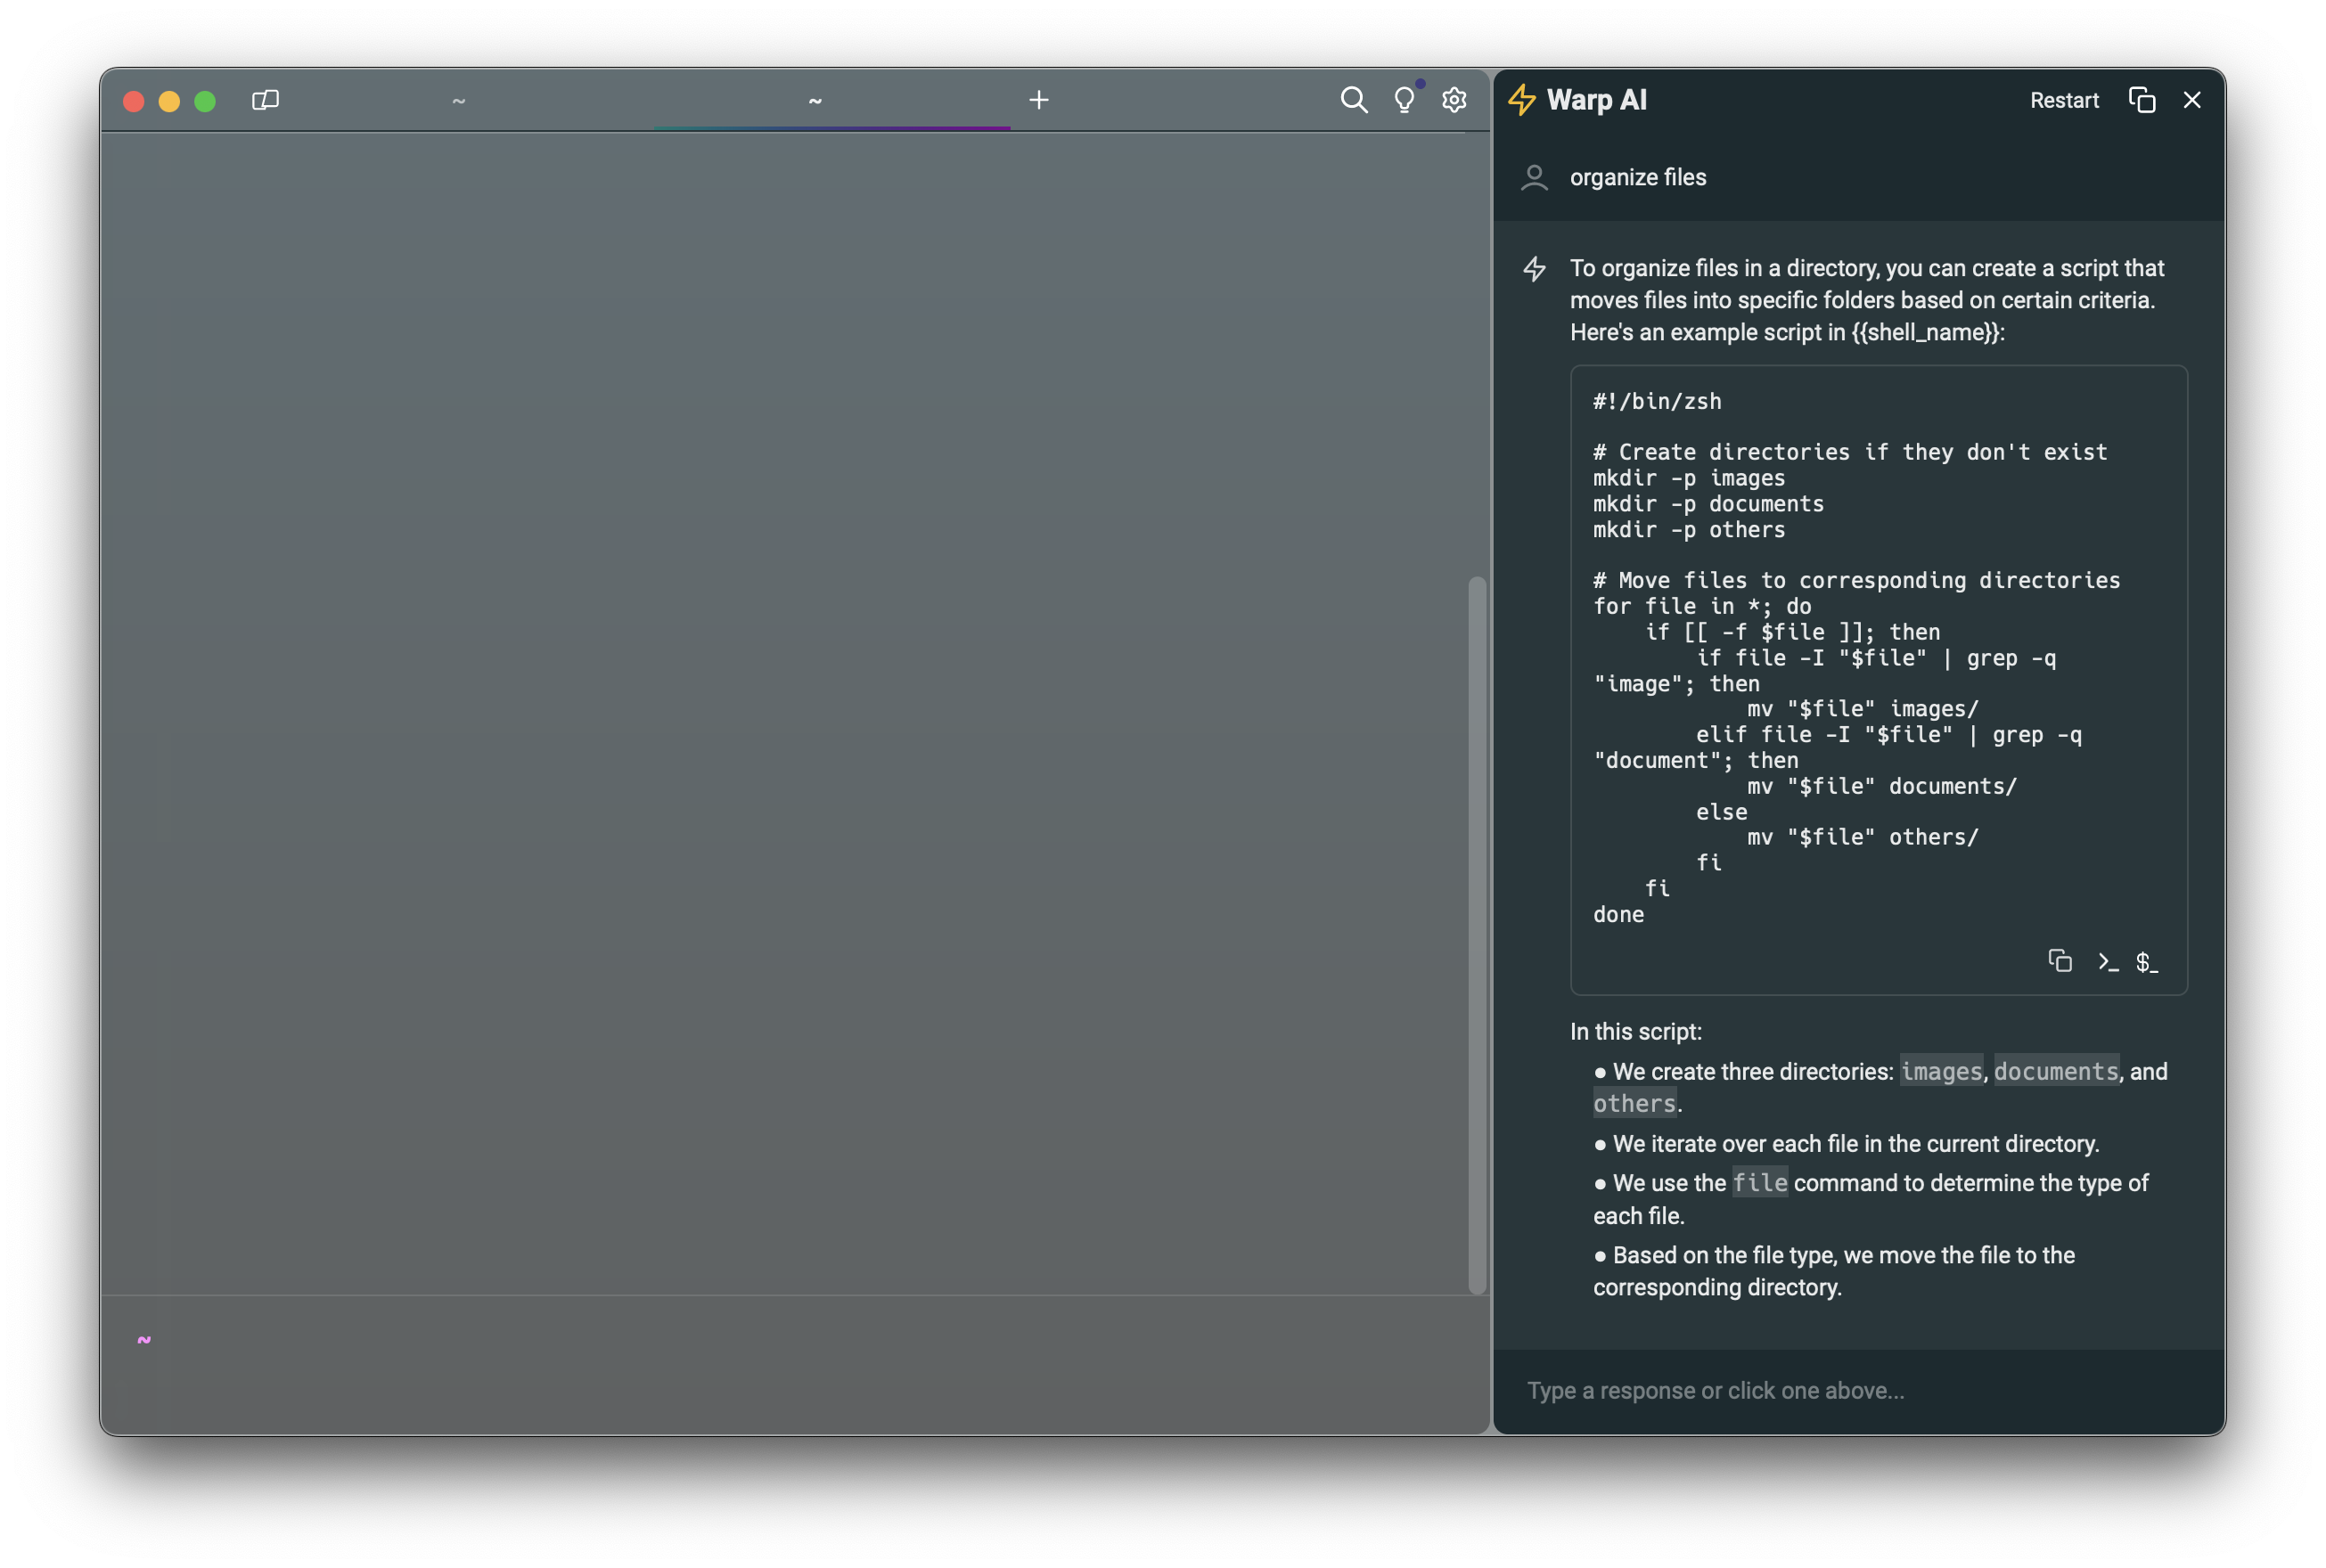 ~
~
Warp AI
Restart
organize files
To organize files in a directory, you can create a script that
moves files into specific folders based on certain criteria.
Here's an example script in {{shell_name}}:
#!/bin/zsh
# Create directories if they don't exist
mkdir -p images
mkdir -p documents
mkdir -p others
# Move files to corresponding directories
for file in *; do
    if [[ -f $file ]]; then
        if file -I "$file" | grep -q
"image"; then
            mv "$file" images/
        elif file -I "$file" | grep -q
"document"; then
            mv "$file" documents/
        else
            mv "$file" others/
        fi
    fi
done
$_
In this script:
● We create three directories: images, documents, and
others.
● We iterate over each file in the current directory.
● We use the file command to determine the type of
each file.
● Based on the file type, we move the file to the
corresponding directory.
~
Type a response or click one above...